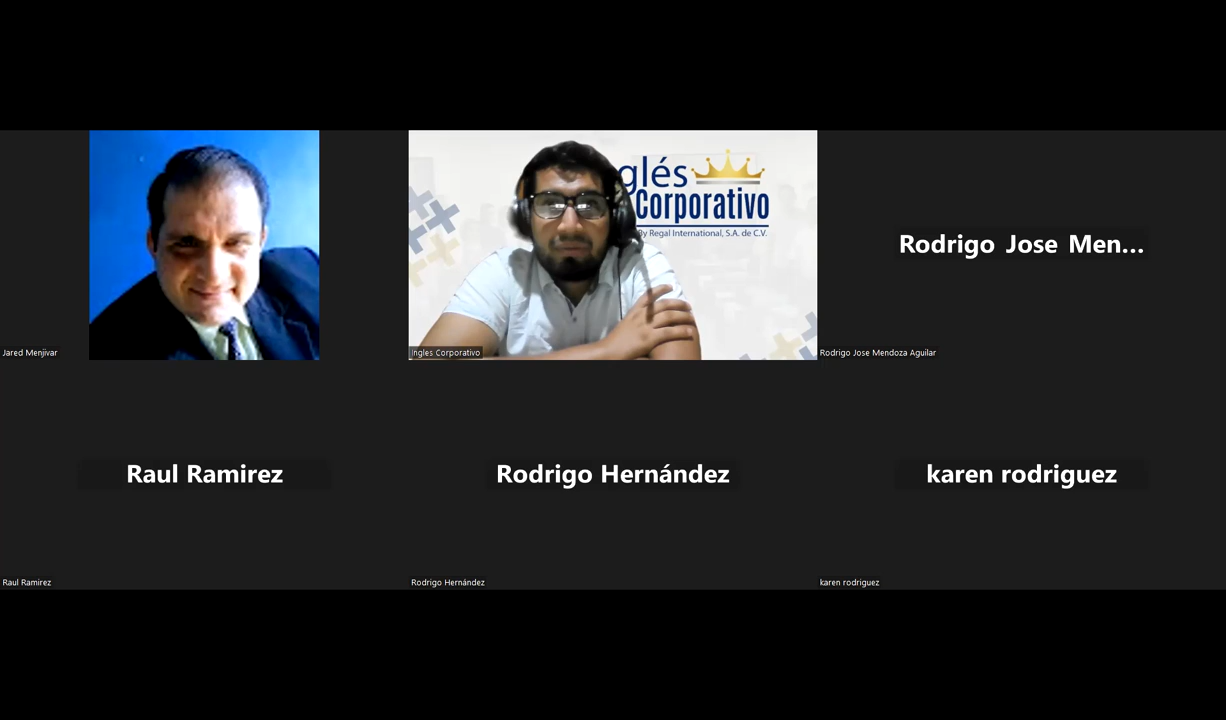 glés
Corporativo
By Regal International, S.A. de C.V.
Rodrigo Jose Men...
Jared Menjivar
Ingles Corporativo
Rodrigo Jose Mendoza Aguilar
Raul Ramirez
Rodrigo Hernández
karen rodriguez
Raul Ramirez
Rodrigo Hernández
karen rodriguez